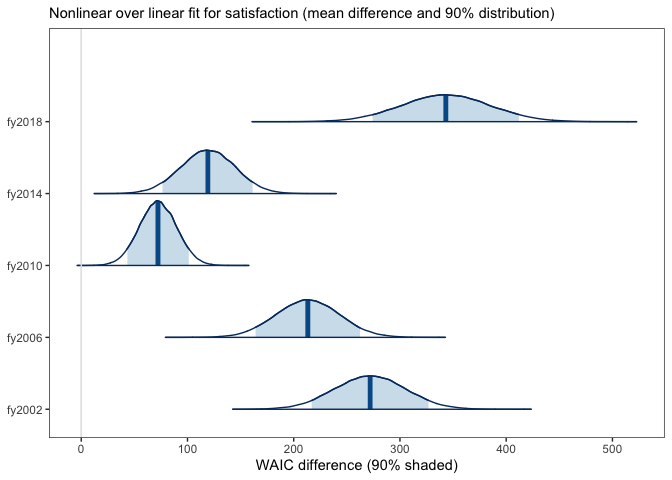 Nonlinear over linear fit for satisfaction (mean difference and 90% distribution)
fy2018
fy2014
fy2010
fy2006
fy2002
0 100 200 300 400 500
WAIC difference (90% shaded)